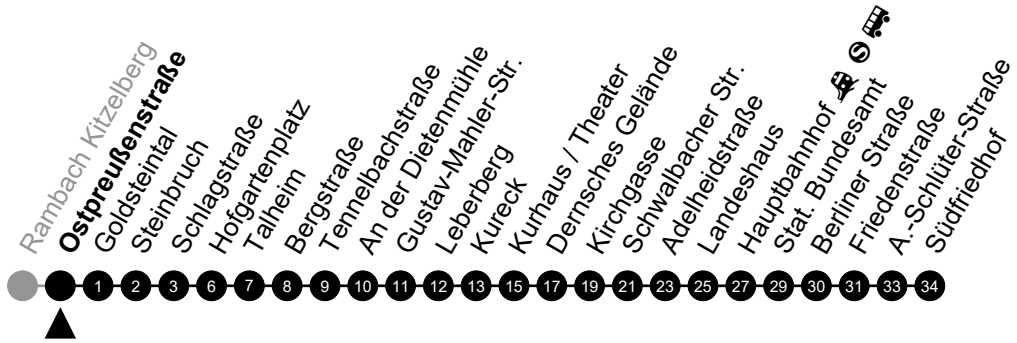 Rambach Kitzelberg
Ostpreußenstraße
Goldsteintal
Steinbruch
Schlagstraße
Hofgartenplatz
Talheim
Bergstraße
Tennelbachstraße
An der Dietenmühle
Gustav-Mahler-Str.
Leberberg
Kureck
Kurhaus / Theater
Dernsches Gelände
Kirchgasse
Schwalbacher Str.
Adelheidstraße
Landeshaus
Hauptbahnhof S
Stat. Bundesamt
Berliner Straße
Friedenstraße
A.-Schlüter-Straße
Südfriedhof
1 2 3 6 7 8 9 10 11 12 13 15 17 19 21 23 25 27 29 30 31 33 34